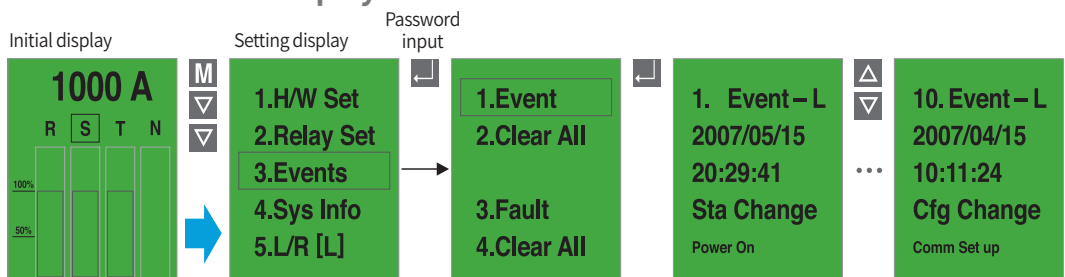 Initial display
Setting display
Password
input
1000 A
R S T N
100%
50%
M
1.H/W Set
2.Relay Set
3.Events
4.Sys Info
5.L/R [L]
1.Event
2.Clear All
3.Fault
4.Clear All
1. Event – L
2007/05/15
20:29:41
Sta Change
Power On
...
10. Event – L
2007/04/15
10:11:24
Cfg Change
Comm Set up